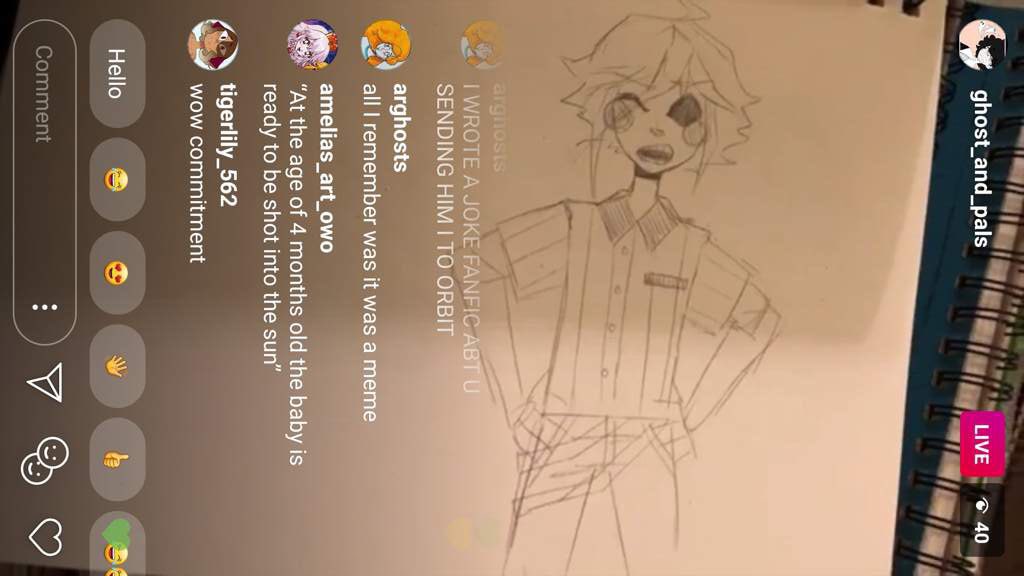 ghost_and_pals
LIVE
40
arghosts
I WROTE A JOKE FANFIC ABT U
SENDING HIM I TO ORBIT
arghosts
all I remember was it was a meme
amelias_art_owo
“At the age of 4 months old the baby is
ready to be shot into the sun”
tigerlily_562
wow commitment
Hello
Comment